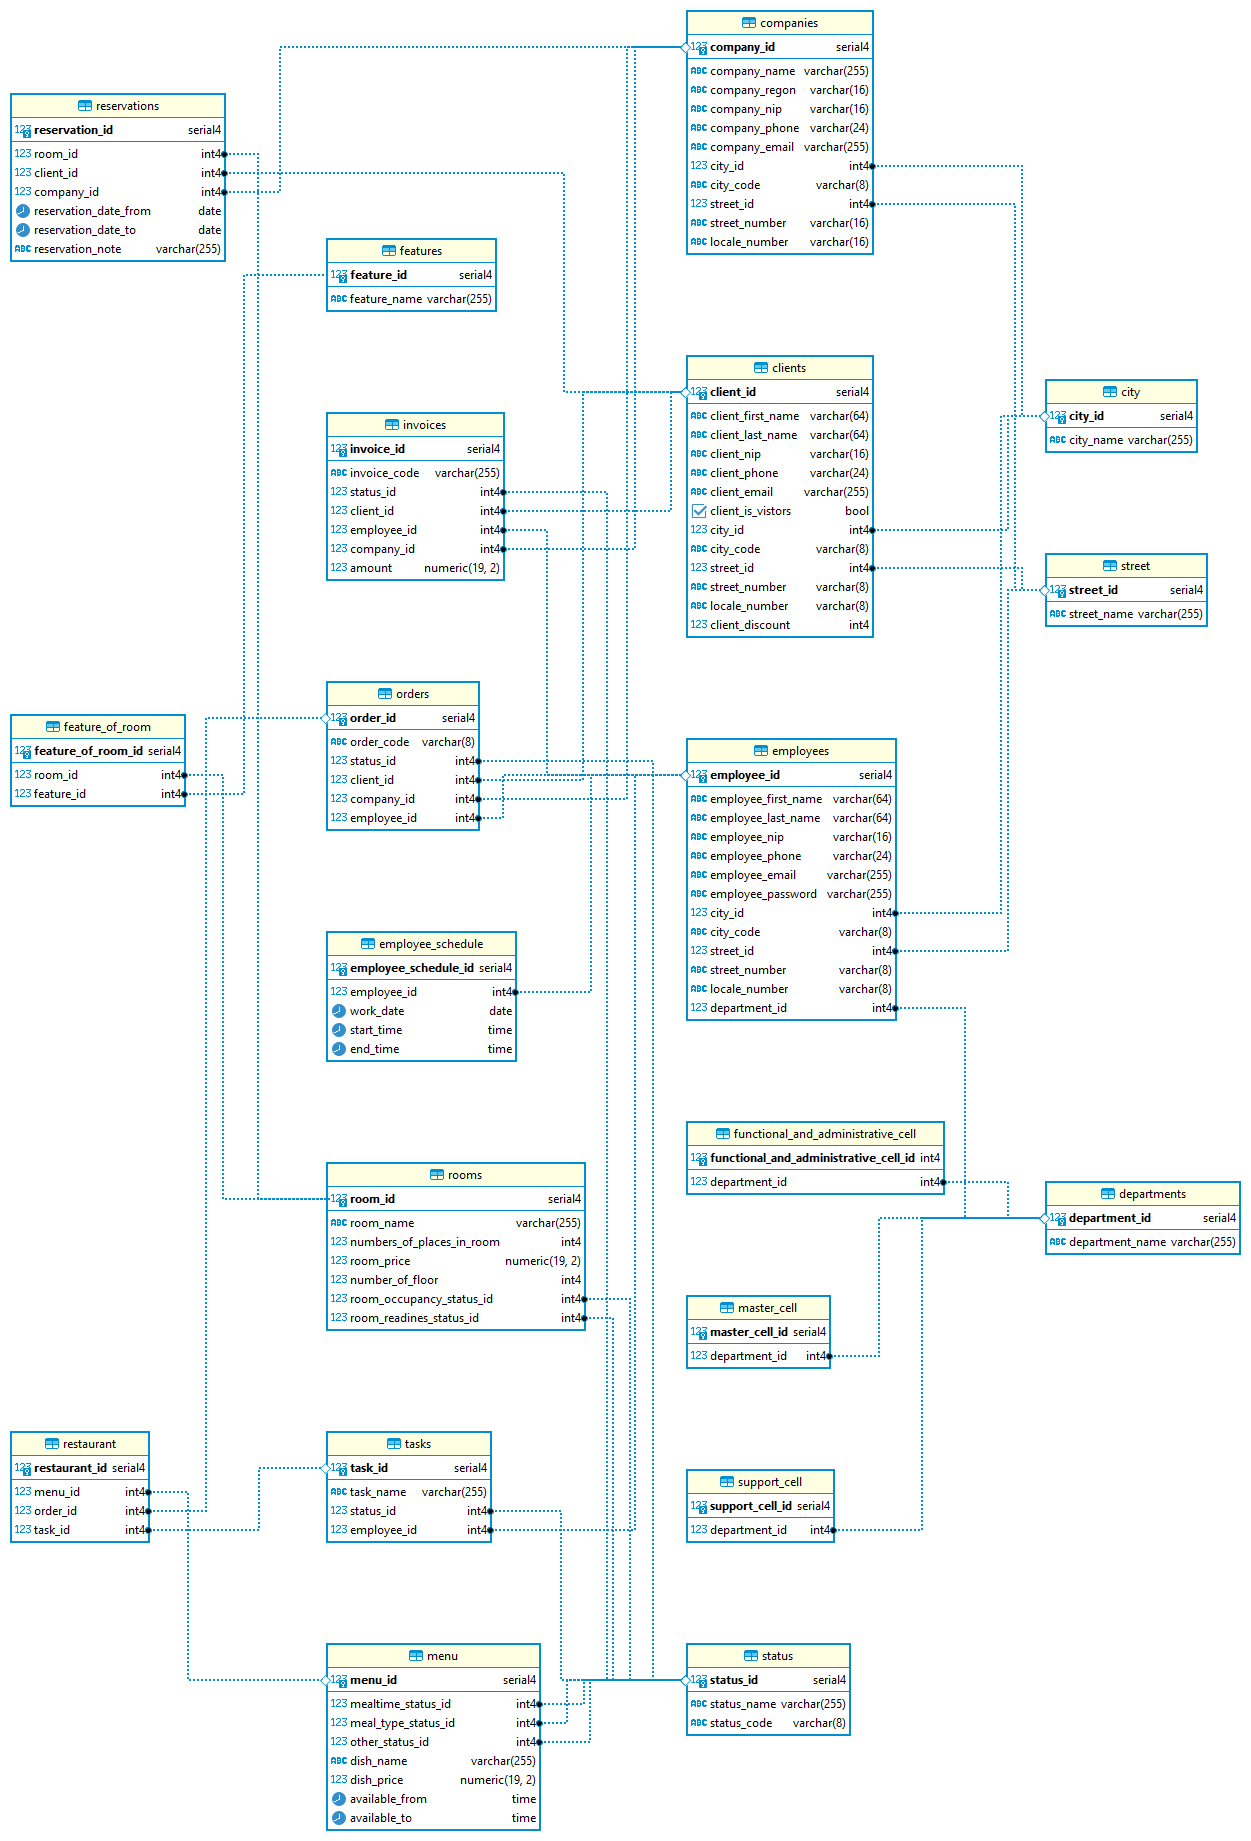 companies
123 company_id serial4
ABC company_name varchar(255)
ABC company_regon varchar(16)
ABC company_nip varchar(16)
ABC company_phone varchar(24)
ABC company_email varchar(255)
123 city_id int4
ABC city_code varchar(8)
123 street_id int4
ABC street_number varchar(16)
ABC locale_number varchar(16)
reservations
123 reservation_id serial4
123 room_id int4
123 client_id int4
123 company_id int4
reservation_date_from date
reservation_date_to date
ABC reservation_note varchar(255)
features
123 feature_id serial4
ABC feature_name varchar(255)
clients
123 client_id serial4
ABC client_first_name varchar(64)
ABC client_last_name varchar(64)
ABC client_nip varchar(16)
ABC client_phone varchar(24)
ABC client_email varchar(255)
client_is_vistors bool
123 city_id int4
ABC city_code varchar(8)
123 street_id int4
ABC street_number varchar(8)
ABC locale_number varchar(8)
123 client_discount int4
city
123 city_id serial4
ABC city_name varchar(255)
invoices
123 invoice_id serial4
ABC invoice_code varchar(255)
123 status_id int4
123 client_id int4
123 employee_id int4
123 company_id int4
123 amount numeric(19, 2)
street
123 street_id serial4
ABC street_name varchar(255)
orders
123 order_id serial4
ABC order_code varchar(8)
123 status_id int4
123 client_id int4
123 company_id int4
123 employee_id int4
feature_of_room
123 feature_of_room_id serial4
123 room_id int4
123 feature_id int4
employees
123 employee_id serial4
ABC employee_first_name varchar(64)
ABC employee_last_name varchar(64)
ABC employee_nip varchar(16)
ABC employee_phone varchar(24)
ABC employee_email varchar(255)
ABC employee_password varchar(255)
123 city_id int4
ABC city_code varchar(8)
123 street_id int4
ABC street_number varchar(8)
ABC locale_number varchar(8)
123 department_id int4
employee_schedule
123 employee_schedule_id serial4
123 employee_id int4
work_date date
start_time time
end_time time
functional_and_administrative_cell
123 functional_and_administrative_cell_id int4
123 department_id int4
rooms
123 room_id serial4
ABC room_name varchar(255)
123 numbers_of_places_in_room int4
123 room_price numeric(19, 2)
123 number_of_floor int4
123 room_occupancy_status_id int4
123 room_readines_status_id int4
departments
123 department_id serial4
ABC department_name varchar(255)
master_cell
123 master_cell_id serial4
123 department_id int4
restaurant
123 restaurant_id serial4
123 menu_id int4
123 order_id int4
123 task_id int4
tasks
123 task_id serial4
ABC task_name varchar(255)
123 status_id int4
123 employee_id int4
support_cell
123 support_cell_id serial4
123 department_id int4
menu
123 menu_id serial4
123 mealtime_status_id int4
123 meal_type_status_id int4
123 other_status_id int4
ABC dish_name varchar(255)
123 dish_price numeric(19, 2)
available_from time
available_to time
status
123 status_id serial4
ABC status_name varchar(255)
ABC status_code varchar(8)